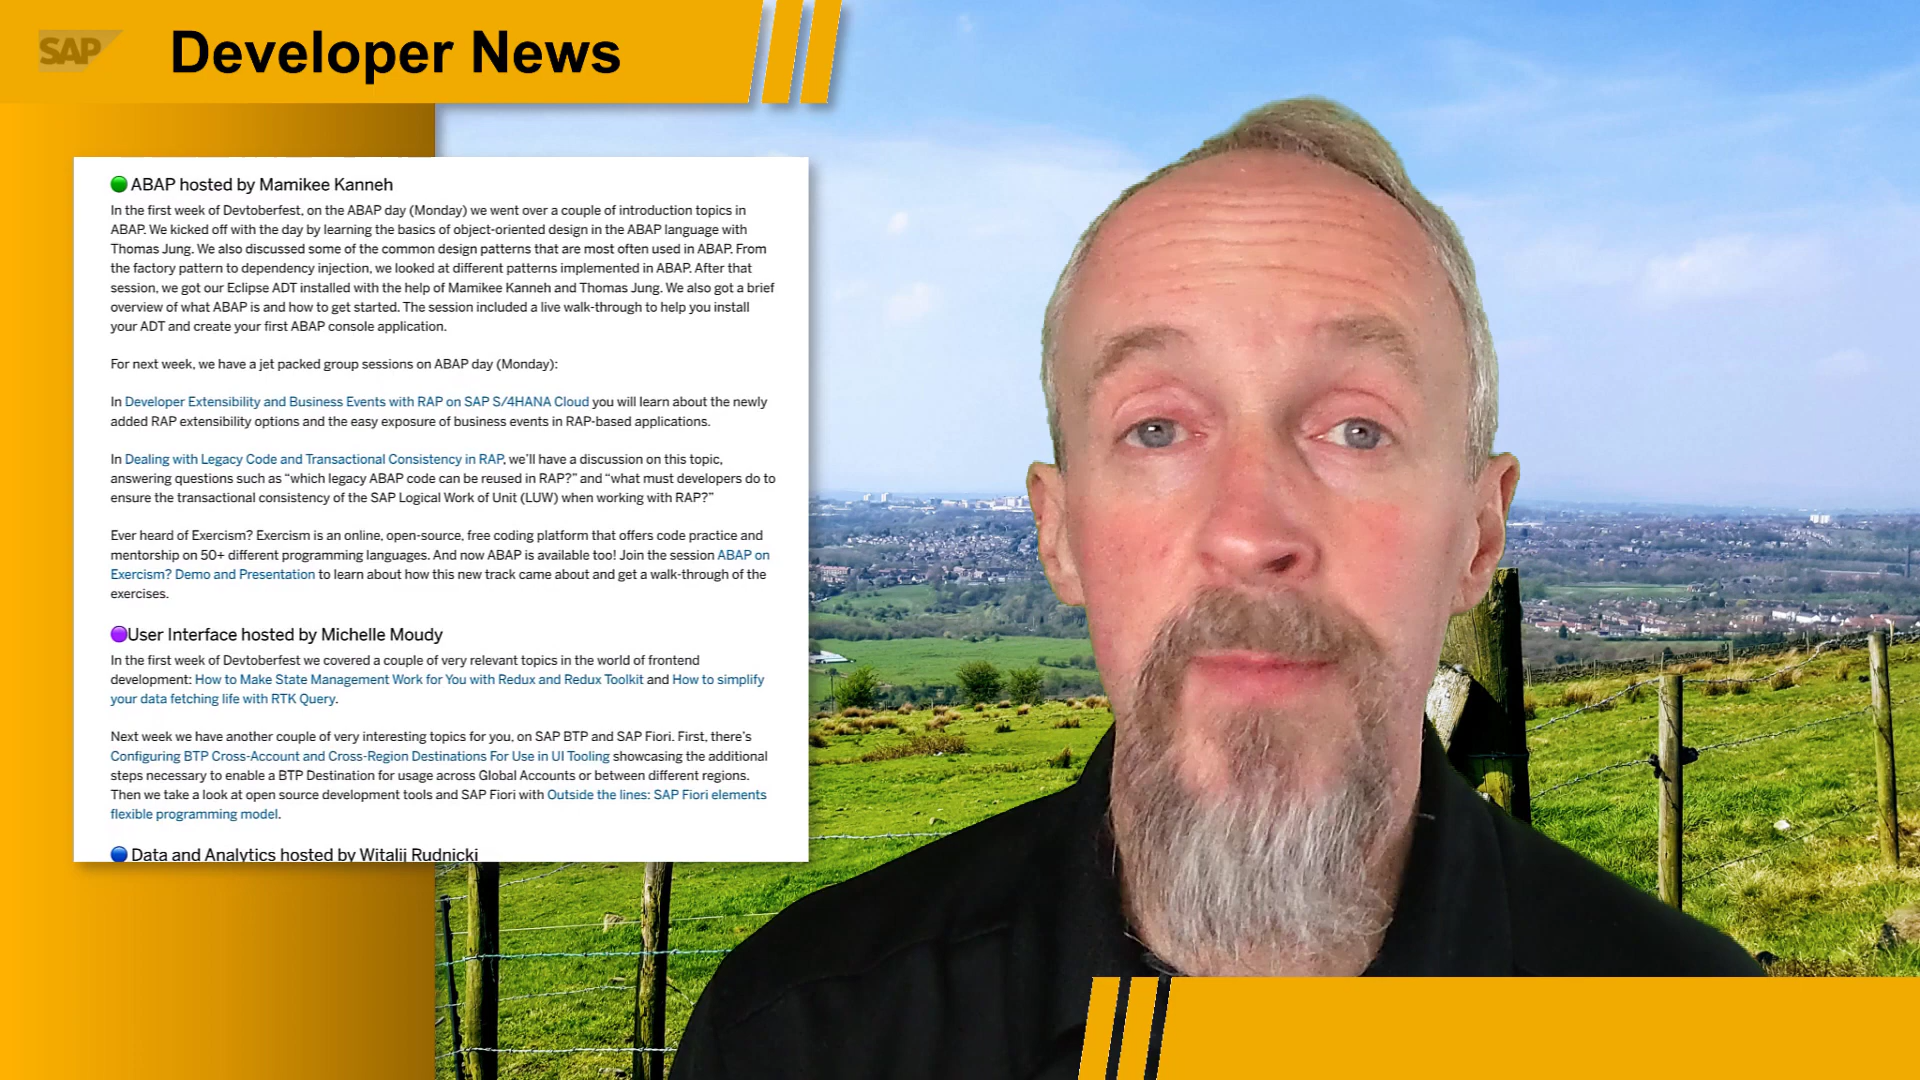 SAP
Developer News
ABAP hosted by Mamikee Kanneh
In the first week of Devtoberfest, on the ABAP day (Monday) we went over a couple of introduction topics in
ABAP. We kicked off with the day by learning the basics of object-oriented design in the ABAP language with
Thomas Jung. We also discussed some of the common design patterns that are most often used in ABAP. From
the factory pattern to dependency injection, we looked at different patterns implemented in ABAP. After that
session, we got our Eclipse ADT installed with the help of Mamikee Kanneh and Thomas Jung. We also got a brief
overview of what ABAP is and how to get started. The session included a live walk-through to help you install
your ADT and create your first ABAP console application.
For next week, we have a jet packed group sessions on ABAP day (Monday):
In Developer Extensibility and Business Events with RAP on SAP S/4HANA Cloud you will learn about the newly
added RAP extensibility options and the easy exposure of business events in RAP-based applications.
In Dealing with Legacy Code and Transactional Consistency in RAP, we'll have a discussion on this topic,
answering questions such as “which legacy ABAP code can be reused in RAP?” and “what must developers do to
ensure the transactional consistency of the SAP Logical Work of Unit (LUW) when working with RAP?”
Ever heard of Exercism? Exercism is an online, open-source, free coding platform that offers code practice and
mentorship on 50+ different programming languages. And now ABAP is available too! Join the session ABAP on
Exercism? Demo and Presentation to learn about how this new track came about and get a walk-through of the
exercises.
User Interface hosted by Michelle Moudy
In the first week of Devtoberfest we covered a couple of very relevant topics in the world of frontend
development: How to Make State Management Work for You with Redux and Redux Toolkit and How to simplify
your data fetching life with RTK Query.
Next week we have another couple of very interesting topics for you, on SAP BTP and SAP Fiori. First, there's
Configuring BTP Cross-Account and Cross-Region Destinations For Use in UI Tooling showcasing the additional
steps necessary to enable a BTP Destination for usage across Global Accounts or between different regions.
Then we take a look at open source development tools and SAP Fiori with Outside the lines: SAP Fiori elements
flexible programming model.
Data and Analytics hosted by Witalij Rudnicki